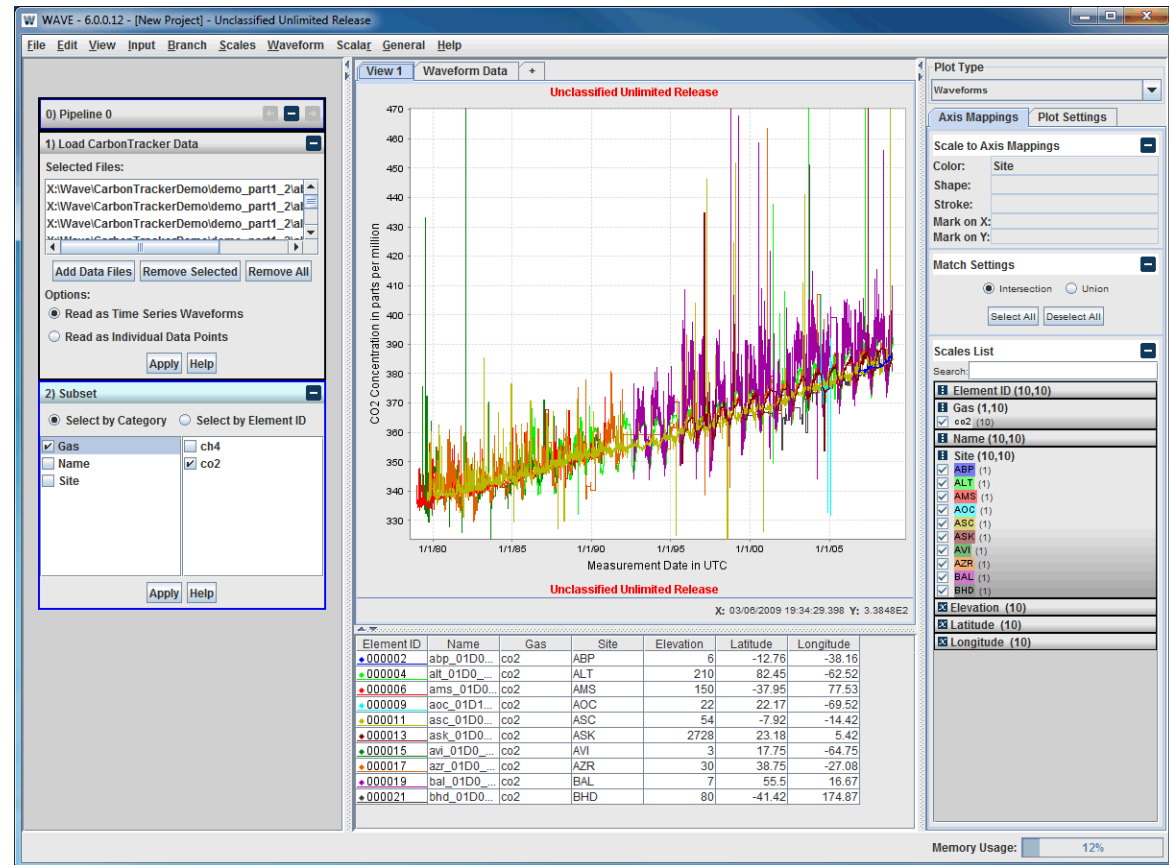 WAVE - 6.0.0.12 - [New Project] - Unclassified Unlimited Release
File Edit View Input Branch Scales Waveform Scalar General Help
0) Pipeline 0
1) Load CarbonTracker Data
Selected Files:
X:\Wave\CarbonTrackerDemo\demo_part1_2\al
X:\Wave\CarbonTrackerDemo\demo_part1_2\al
X:\Wave\CarbonTrackerDemo\demo_part1_2\al
Add Data Files Remove Selected Remove All
Options:
Read as Time Series Waveforms
Read as Individual Data Points
Apply Help
2) Subset
Select by Category Select by Element ID
Gas ch4
Name co2
Site
Apply Help
View 1 Waveform Data +
Unclassified Unlimited Release
470
460
450
440
430
420
410
400
390
380
370
360
350
340
330
CO2 Concentration in parts per million
1/1/80 1/1/85 1/1/90 1/1/95 1/1/00 1/1/05
Measurement Date in UTC
Unclassified Unlimited Release
X: 03/06/2009 19:34:29.398 Y: 3.3848E2
Element ID Name Gas Site Elevation Latitude Longitude
000002 abp_01D0... co2 ABP 6 -12.76 -38.16
000004 alt_01D0_... co2 ALT 210 82.45 -62.52
000006 ams_01D0... co2 AMS 150 -37.95 77.53
000009 aoc_01D1... co2 AOC 22 22.17 -69.52
000011 asc_01D0... co2 ASC 54 -7.92 -14.42
000013 ask_01D0... co2 ASK 2728 23.18 5.42
000015 avi_01D0_... co2 AVI 3 17.75 -64.75
000017 azr_01D0_... co2 AZR 30 38.75 -27.08
000019 bal_01D0_... co2 BAL 7 55.5 16.67
000021 bhd_01D0... co2 BHD 80 -41.42 174.87
Plot Type
Waveforms
Axis Mappings Plot Settings
Scale to Axis Mappings
Color: Site
Shape:
Stroke:
Mark on X:
Mark on Y:
Match Settings
Intersection Union
Select All Deselect All
Scales List
Search:
Element ID (10,10)
Gas (1,10)
co2 (10)
Name (10,10)
Site (10,10)
ABP (1)
ALT (1)
AMS (1)
AOC (1)
ASC (1)
ASK (1)
AVI (1)
AZR (1)
BAL (1)
BHD (1)
Elevation (10)
Latitude (10)
Longitude (10)
Memory Usage: 12%